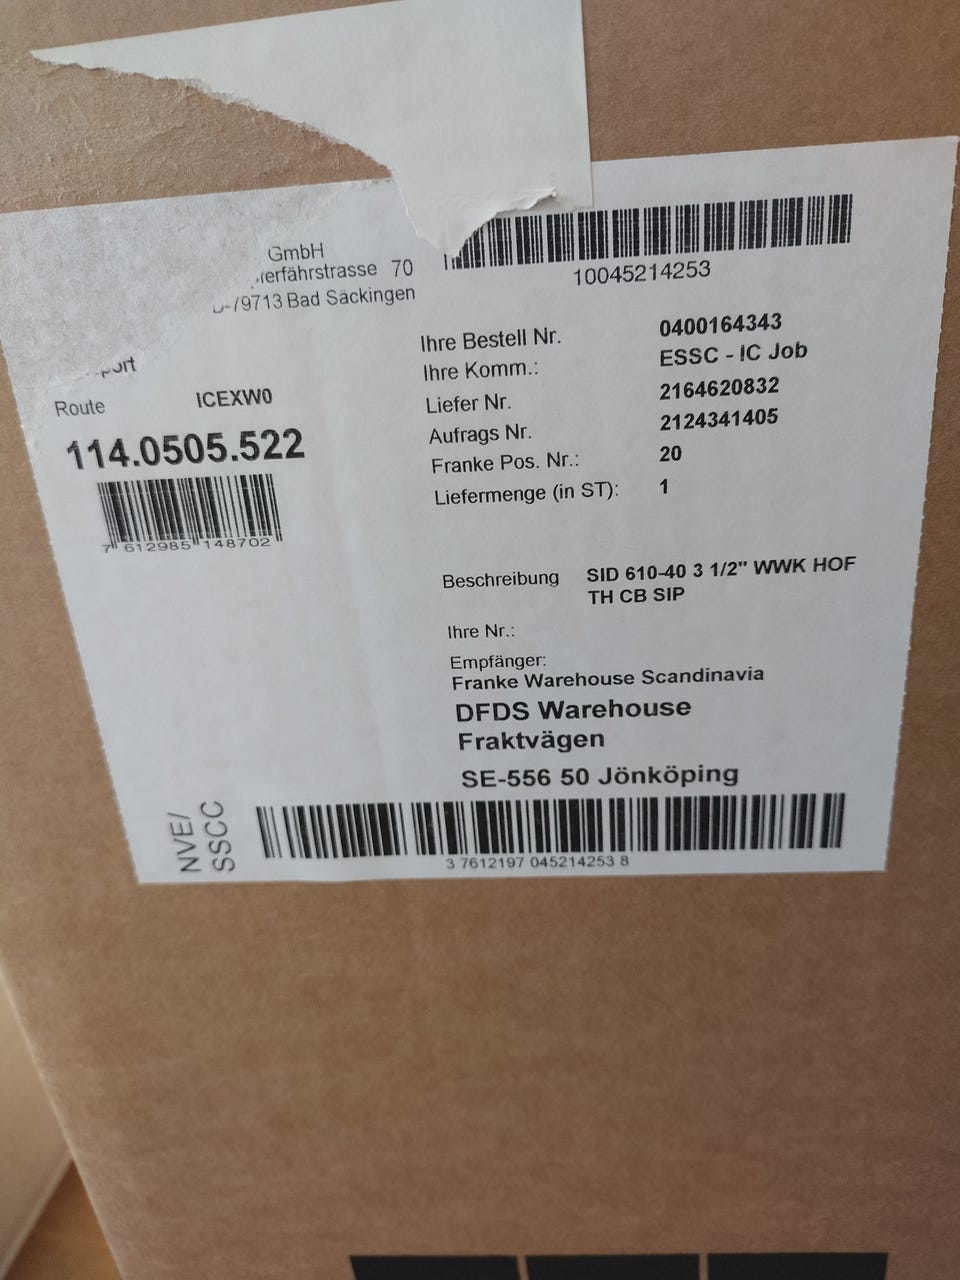 GmbH
70
79713 Bad Säckingen
10045214253
Route ICEXW0
114.0505.522
7 612985 148702
Ihre Bestell Nr. 0400164343
Ihre Komm.: ESSC - IC Job
Liefer Nr. 2164620832
Aufrags Nr. 2124341405
Franke Pos. Nr.: 20
Liefermenge (in ST): 1
Beschreibung SID 610-40 3 1/2" WWK HOF
TH CB SIP
Ihre Nr.:
Empfänger:
Franke Warehouse Scandinavia
DFDS Warehouse
Fraktvägen
SE-556 50 Jönköping
NVE/
SSCC
3 7612197 045214253 8